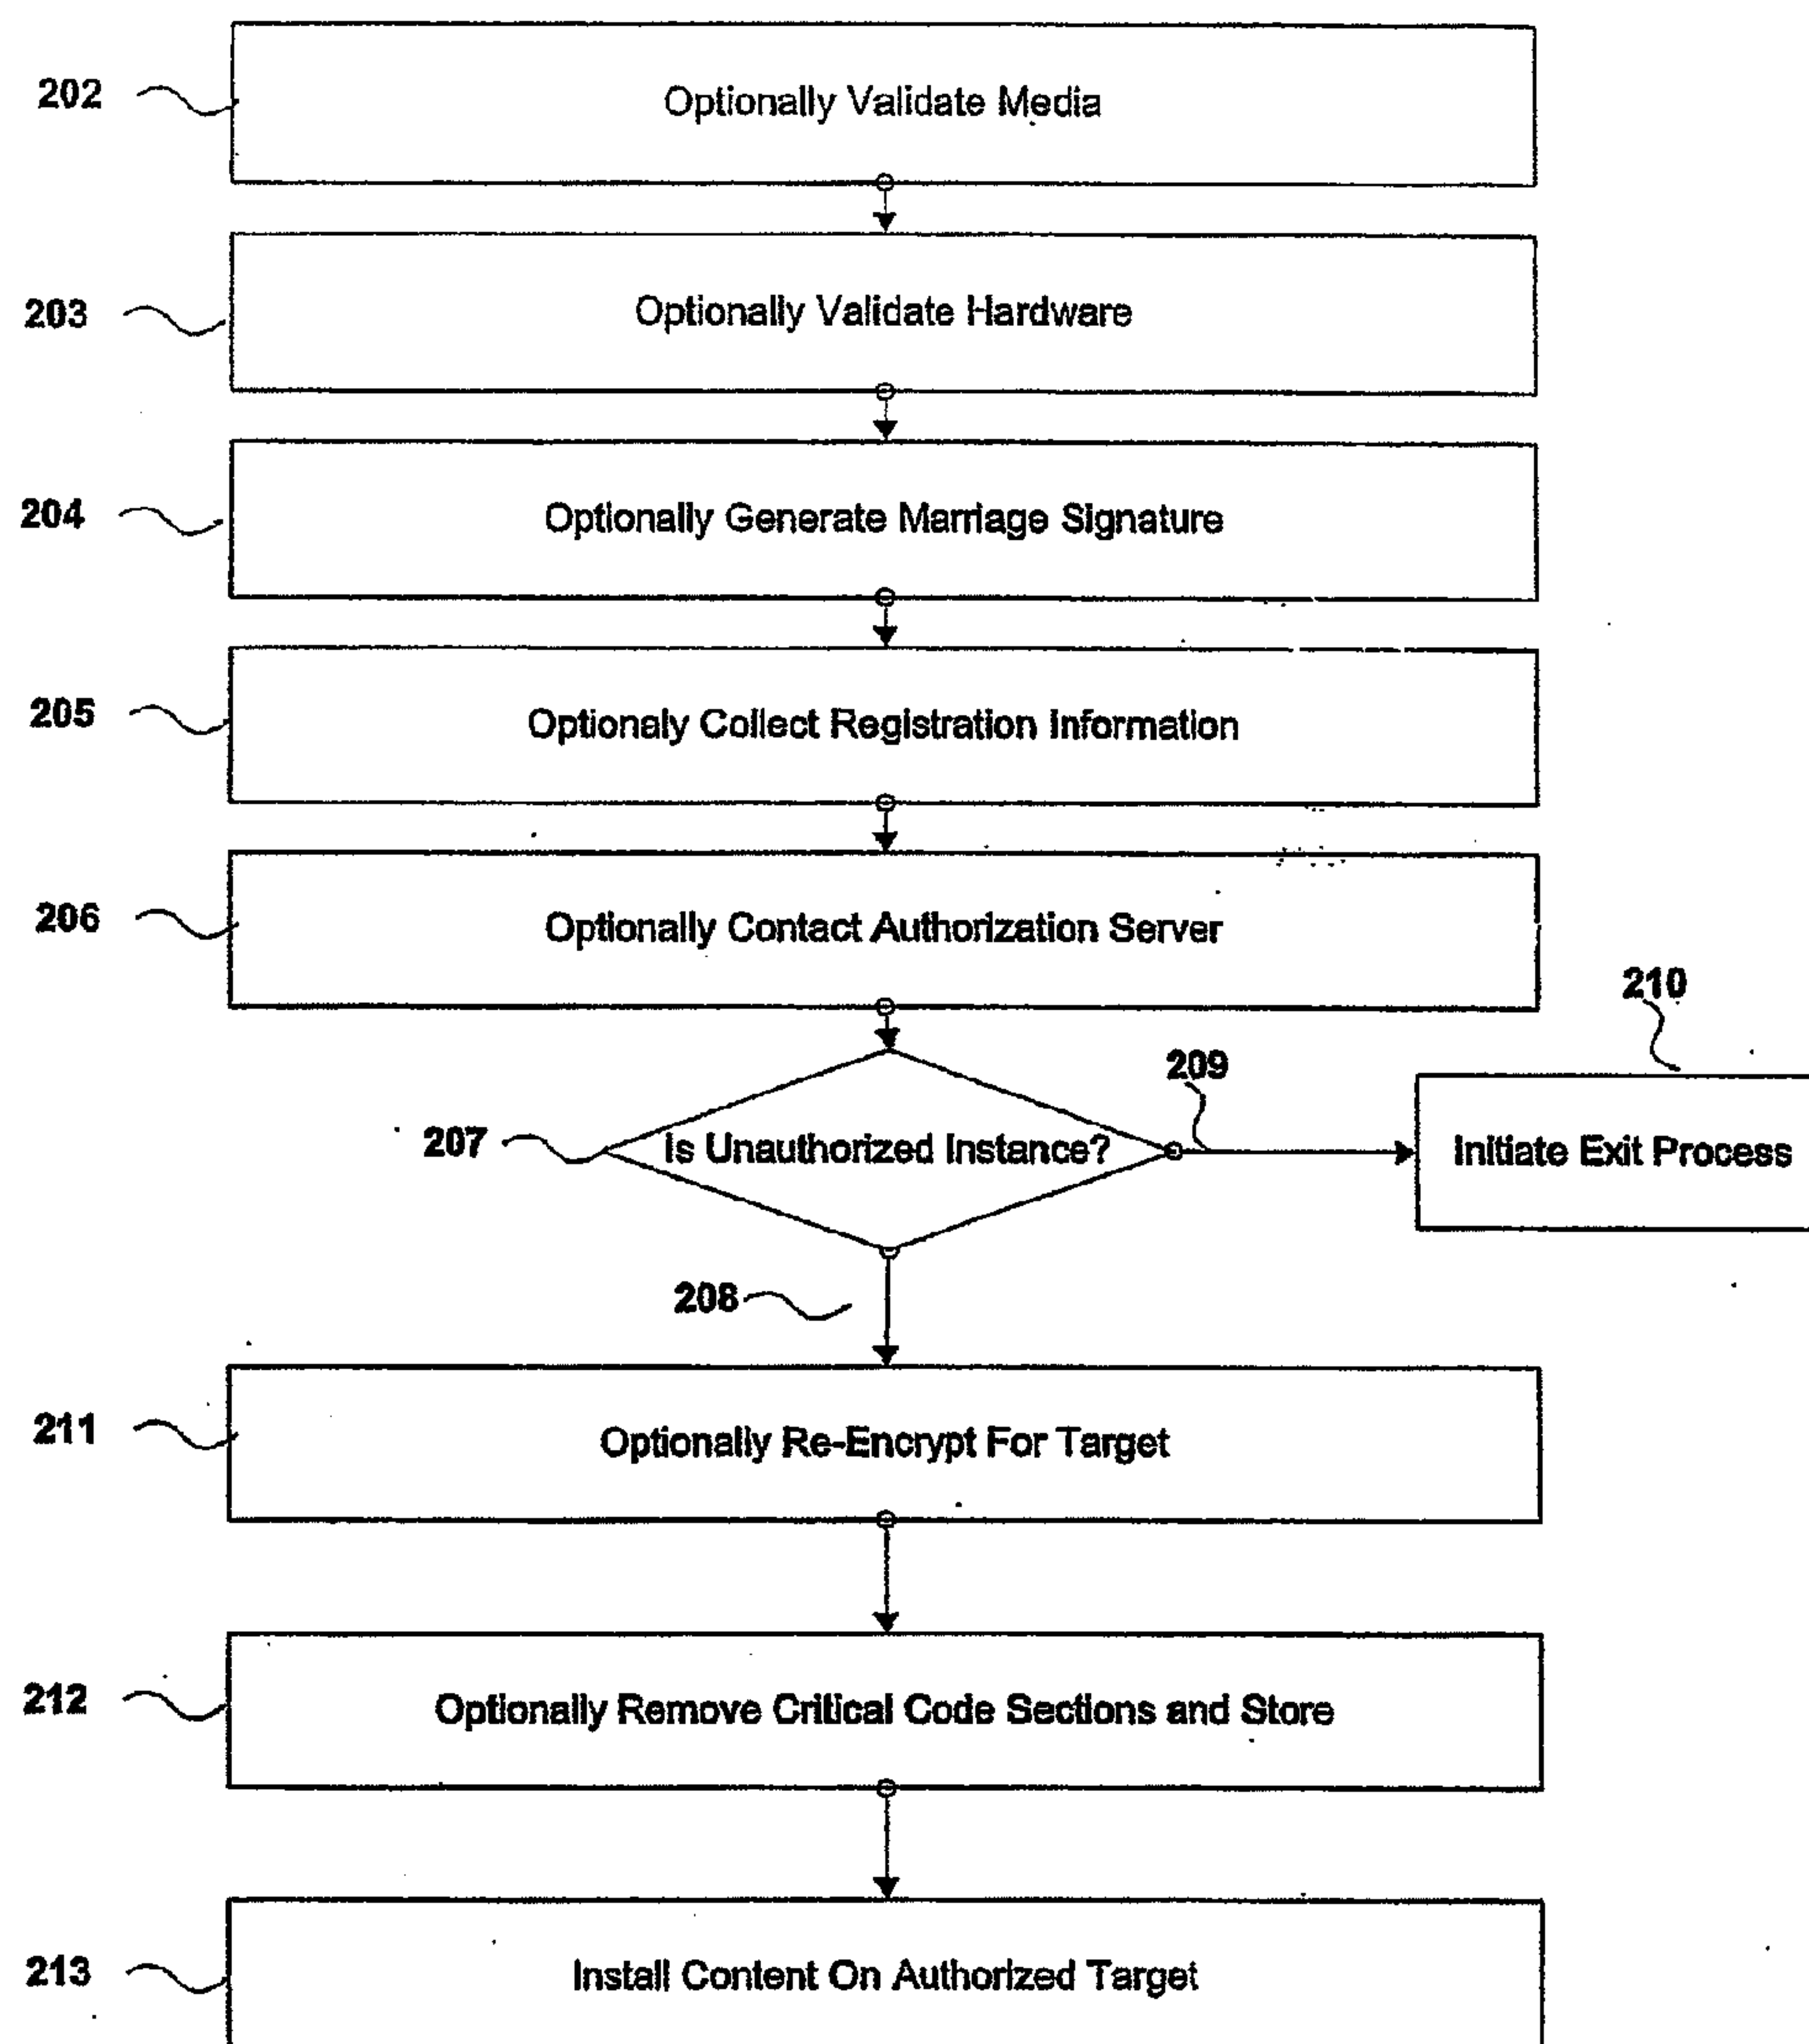 202
Optionally Validate Media
203
Optionally Validate Hardware
204
Optionally Generate Marriage Signature
205
Optionaly Collect Registration Information
206
Optionally Contact Authorization Server
210
209
207
Is Unauthorized Instance?
Initiate Exit Process
208
211
Optionally Re-Encrypt For Target
212
Optionally Remove Critical Code Sections and Store
213
Install Content On Authorized Target